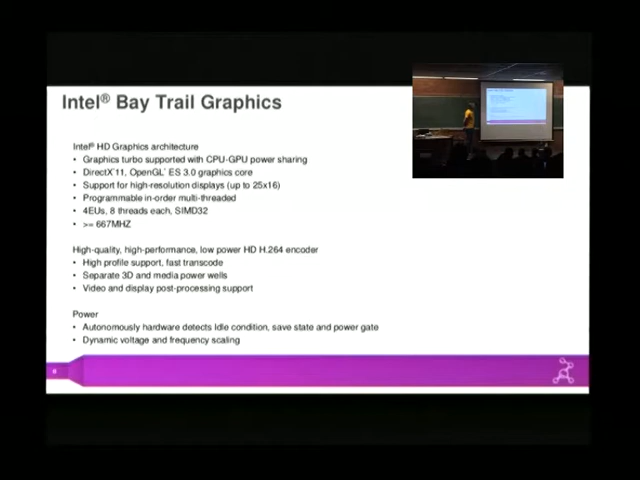 Intel® Bay Trail Graphics
Intel® HD Graphics architecture
• Graphics turbo supported with CPU-GPU power sharing
• DirectX*11, OpenGL* ES 3.0 graphics core
• Support for high-resolution displays (up to 25x16)
• Programmable in-order multi-threaded
• 4EUs, 8 threads each, SIMD32
• >= 667MHZ
High-quality, high-performance, low power HD H.264 encoder
• High profile support, fast transcode
• Separate 3D and media power wells
• Video and display post-processing support
Power
• Autonomously hardware detects Idle condition, save state and power gate
• Dynamic voltage and frequency scaling